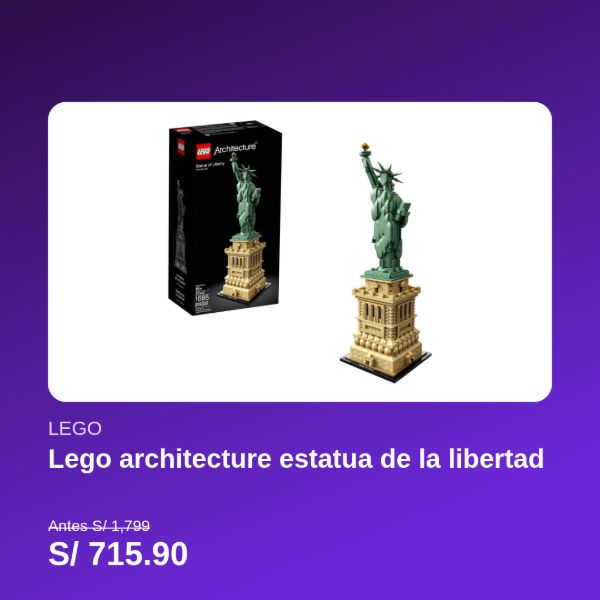 LEGO Architecture
Statue of Liberty
1685
LEGO
Lego architecture estatua de la libertad
Antes S/ 1,799
S/ 715.90